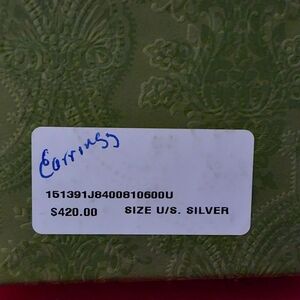 Earrings
151391J8400810600U
$420.00 SIZE U/S. SILVER